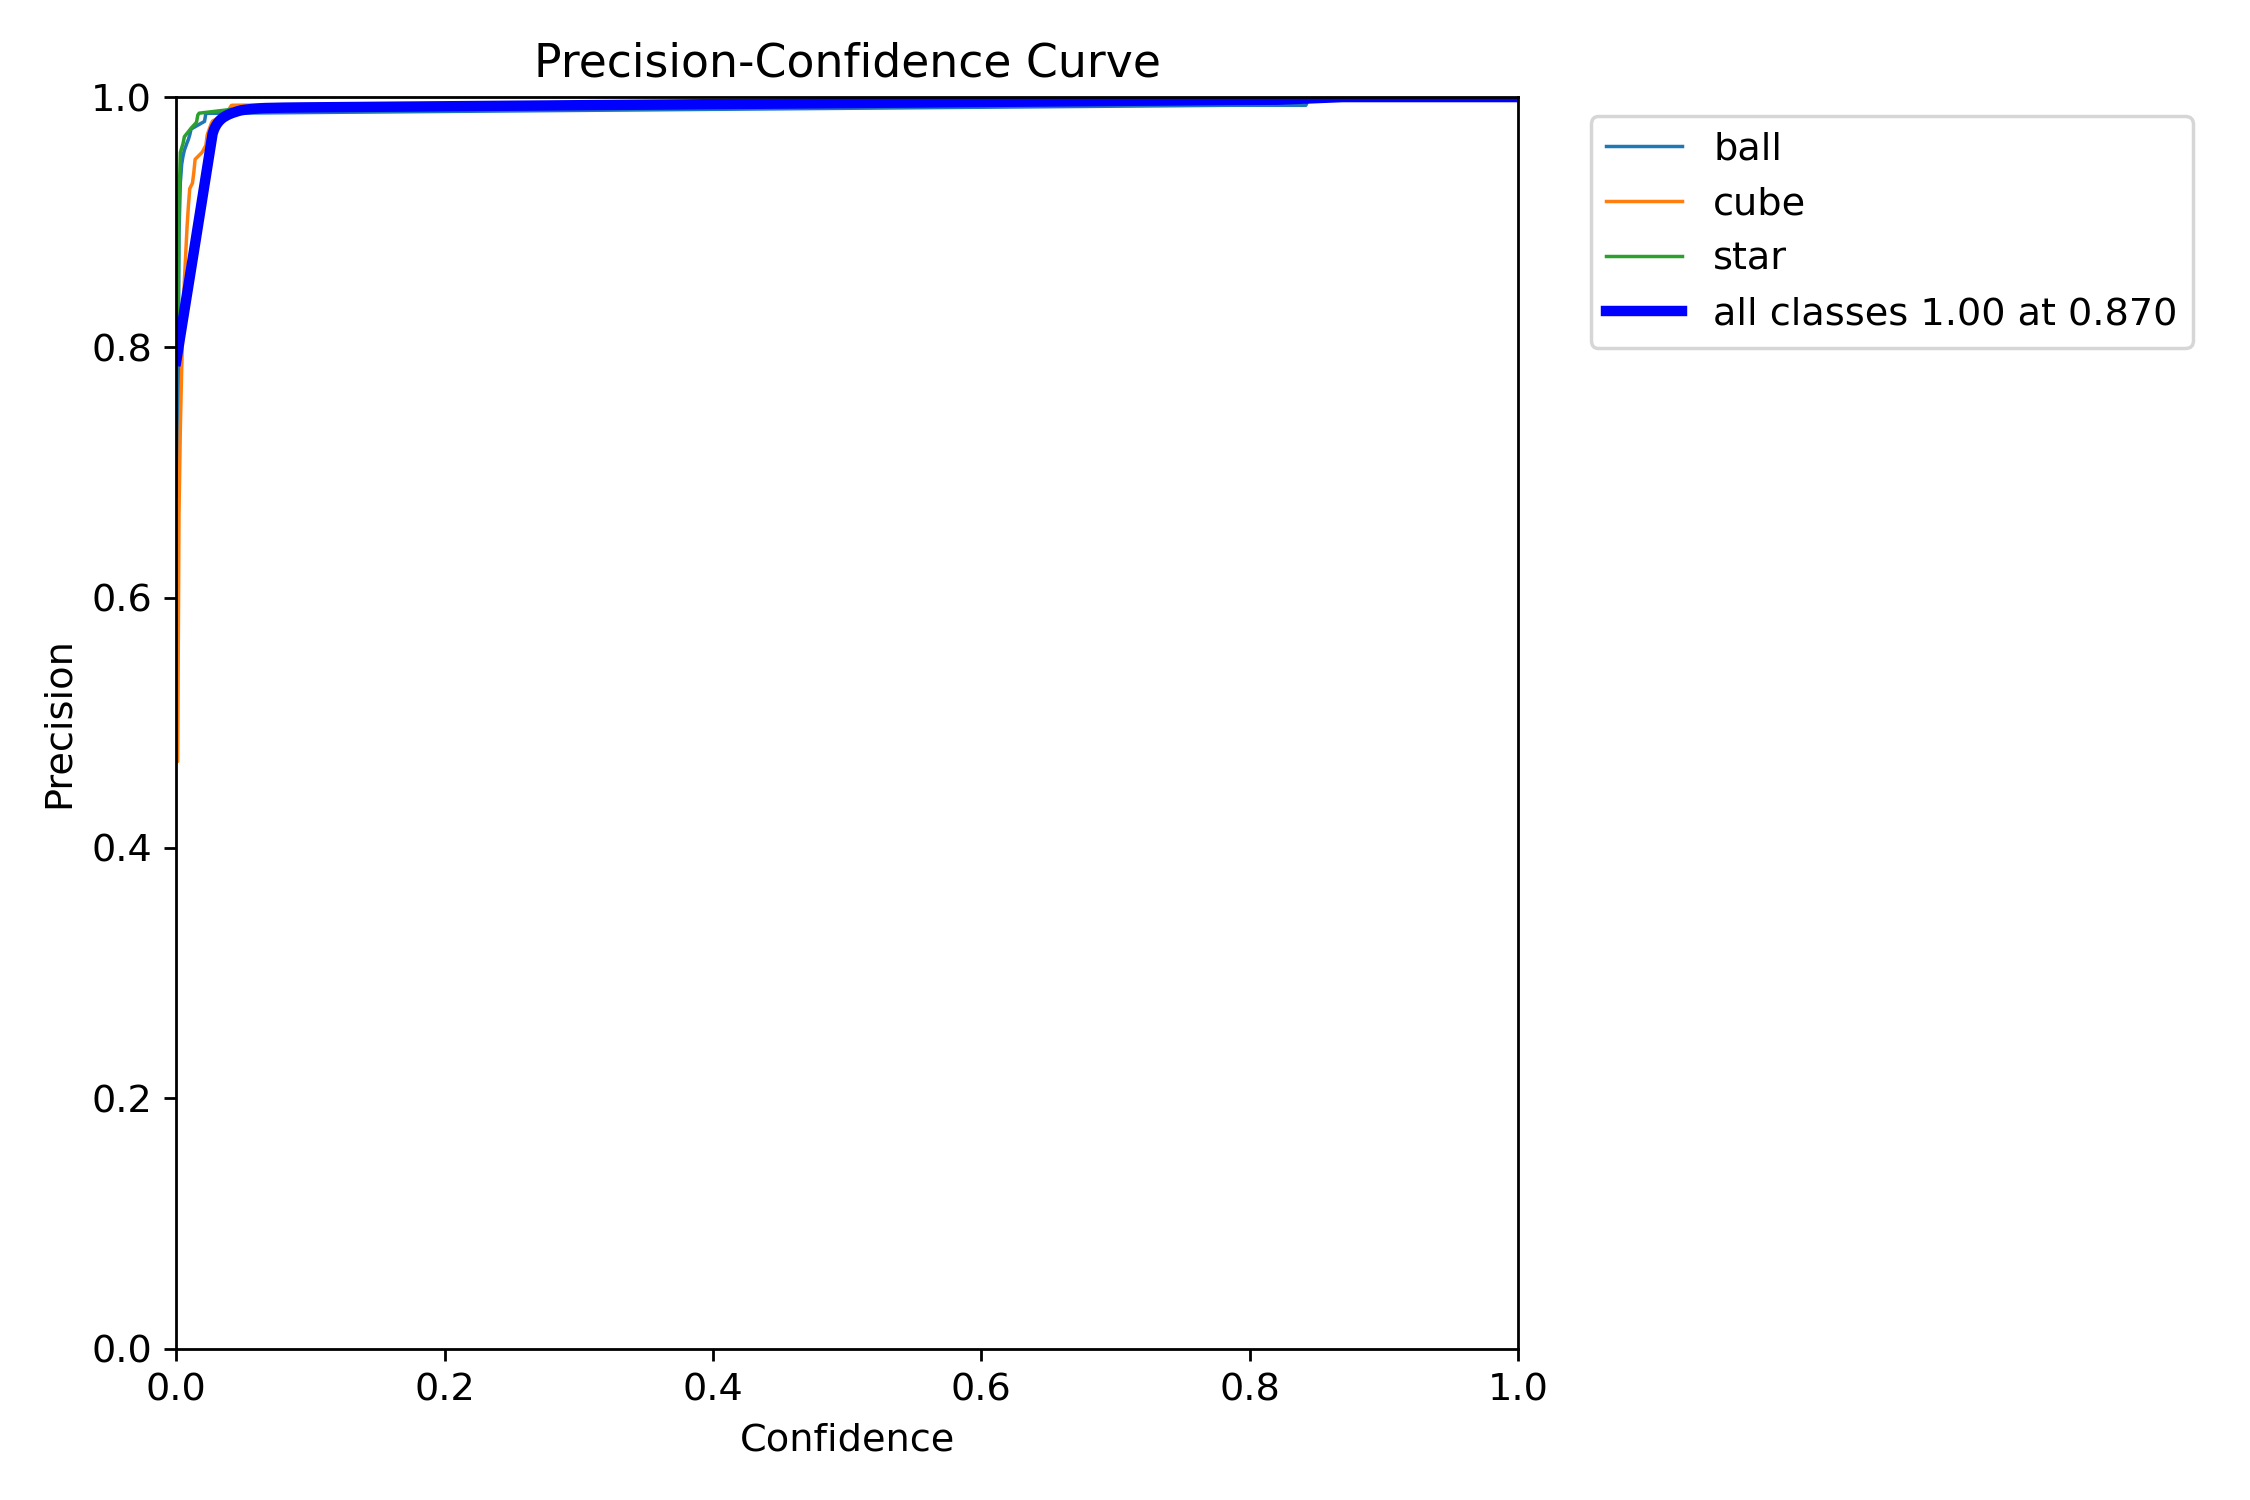 Precision-Confidence Curve
1.0
0.8
0.6
0.4
0.2
0.0
Precision
0.0 0.2 0.4 0.6 0.8 1.0
Confidence
ball
cube
star
all classes 1.00 at 0.870